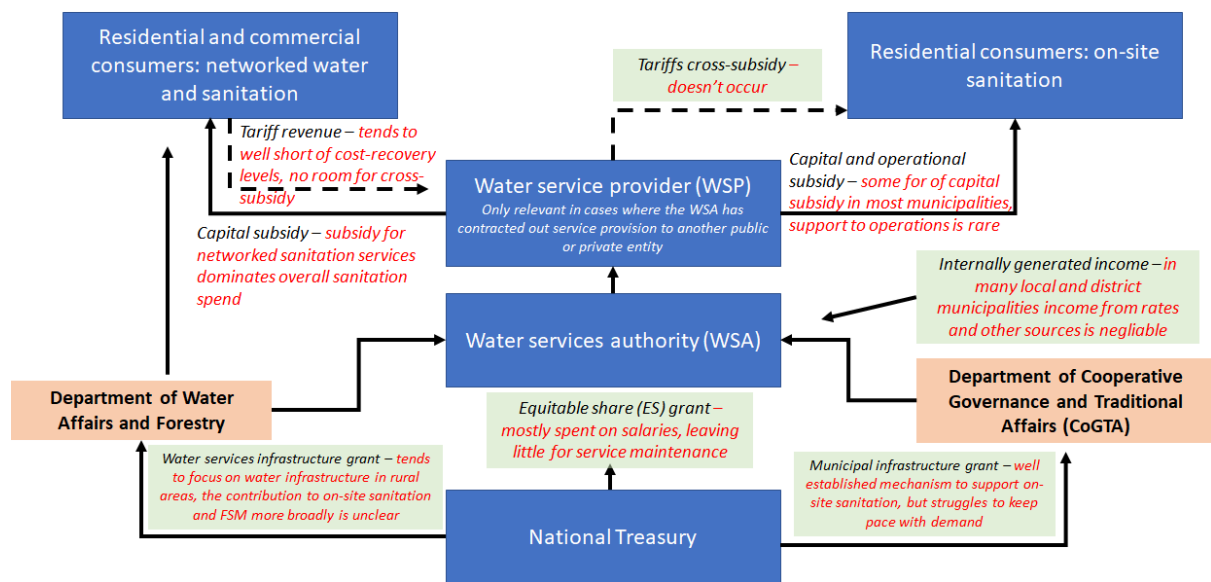 Residential and commercial
consumers: networked water
and sanitation
Tariffs cross-subsidy –
doesn't occur
Residential consumers: on-site
sanitation
Tariff revenue – tends to
well short of cost-recovery
levels, no room for cross-
subsidy
Water service provider (WSP)
Only relevant in cases where the WSA has
contracted out service provision to another public
or private entity
Capital and operational
subsidy – some for of capital
subsidy in most municipalities,
support to operations is rare
Capital subsidy – subsidy for
networked sanitation services
dominates overall sanitation
spend
Internally generated income – in
many local and district
municipalities income from rates
and other sources is negliable
Water services authority (WSA)
Department of Water
Affairs and Forestry
Department of Cooperative
Governance and Traditional
Affairs (CoGTA)
Equitable share (ES) grant –
mostly spent on salaries, leaving
little for service maintenance
Water services infrastructure grant – tends
to focus on water infrastructure in rural
areas, the contribution to on-site sanitation
and FSM more broadly is unclear
Municipal infrastructure grant – well
established mechanism to support on-
site sanitation, but struggles to keep
pace with demand
National Treasury